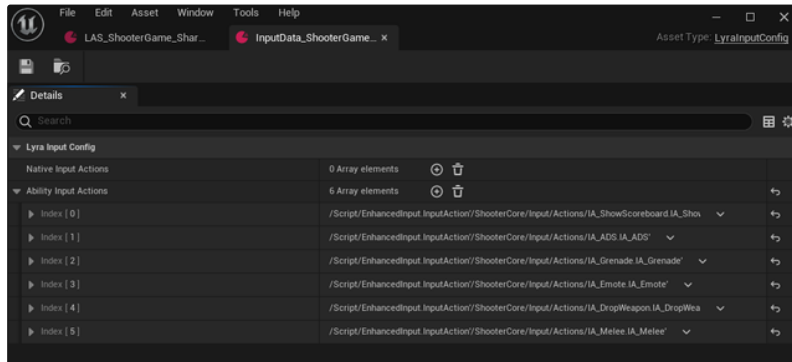 File Edit Asset Window Tools Help
LAS_ShooterGame_Shar...
InputData_ShooterGame... ×
Asset Type: LyraInputConfig
Details ×
Search
Lyra Input Config
Native Input Actions 0 Array elements
Ability Input Actions 6 Array elements
Index [ 0 ] /Script/EnhancedInput.InputAction'/ShooterCore/Input/Actions/IA_ShowScoreboard.IA_Show
Index [ 1 ] /Script/EnhancedInput.InputAction'/ShooterCore/Input/Actions/IA_ADS.IA_ADS'
Index [ 2 ] /Script/EnhancedInput.InputAction'/ShooterCore/Input/Actions/IA_Grenade.IA_Grenade'
Index [ 3 ] /Script/EnhancedInput.InputAction'/ShooterCore/Input/Actions/IA_Emote.IA_Emote'
Index [ 4 ] /Script/EnhancedInput.InputAction'/ShooterCore/Input/Actions/IA_DropWeapon.IA_DropWea
Index [ 5 ] /Script/EnhancedInput.InputAction'/ShooterCore/Input/Actions/IA_Melee.IA_Melee'